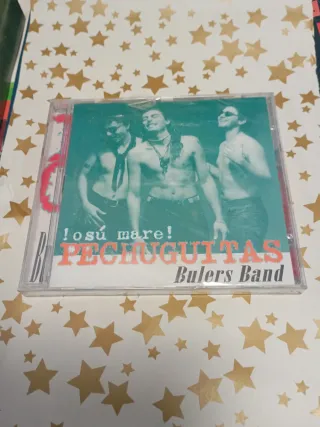 !osú mare!
PECHUGUITAS
Bulers Band